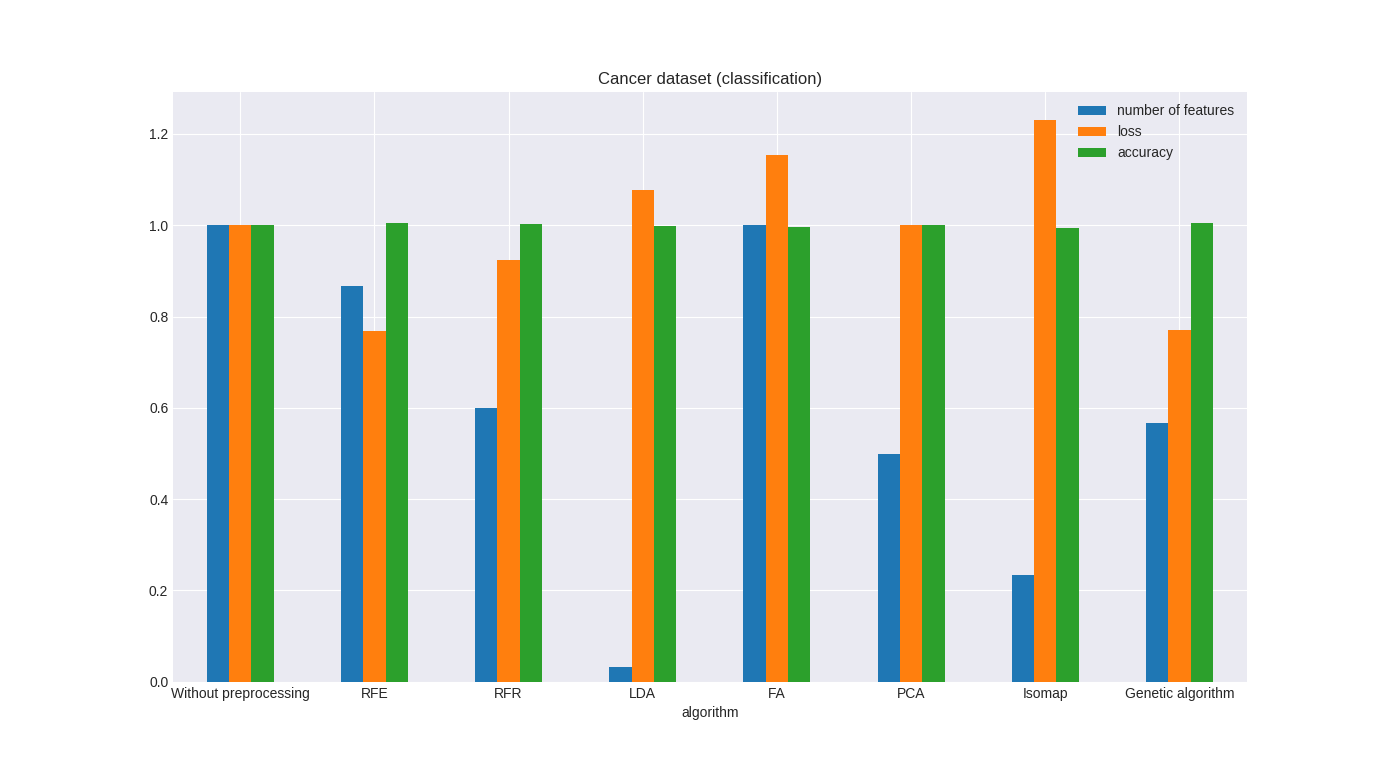 Cancer dataset (classification)
number of features
loss
accuracy
1.2
1.0
0.8
0.6
0.4
0.2
0.0
Without preprocessing RFE RFR LDA FA PCA Isomap Genetic algorithm
algorithm